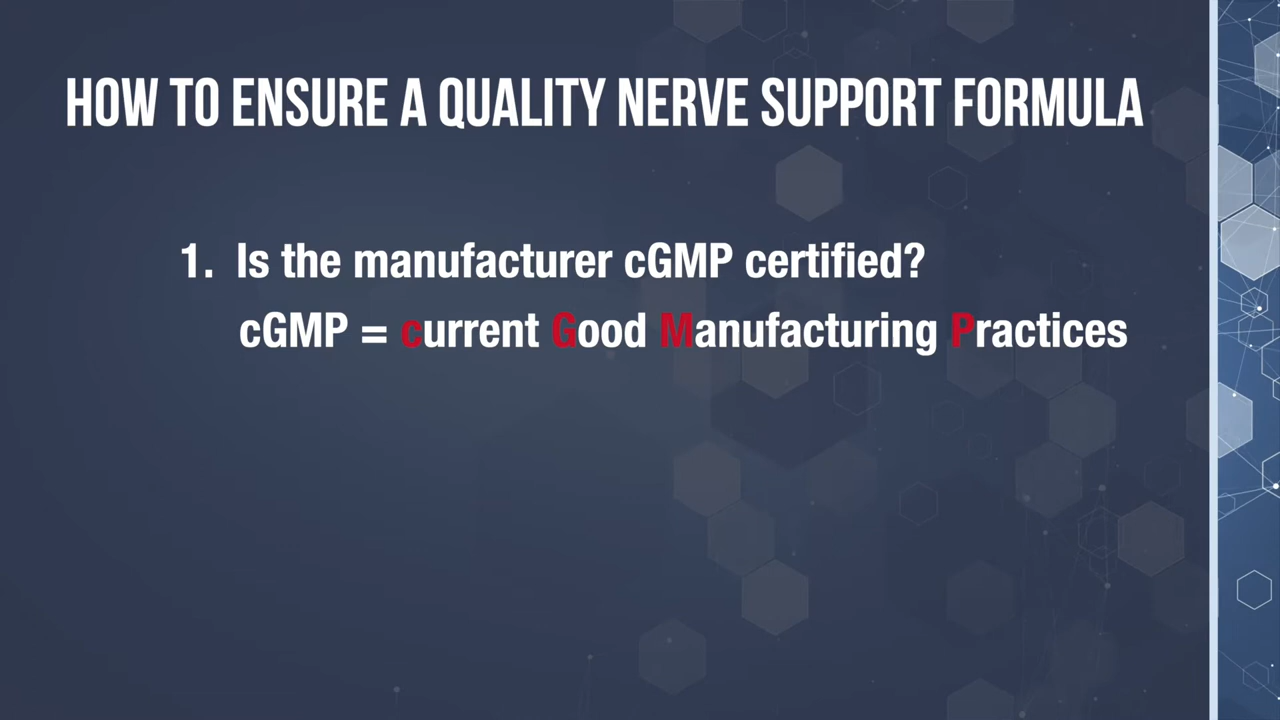 HOW TO ENSURE A QUALITY NERVE SUPPORT FORMULA
1. Is the manufacturer cGMP certified?
cGMP = current Good Manufacturing Practices